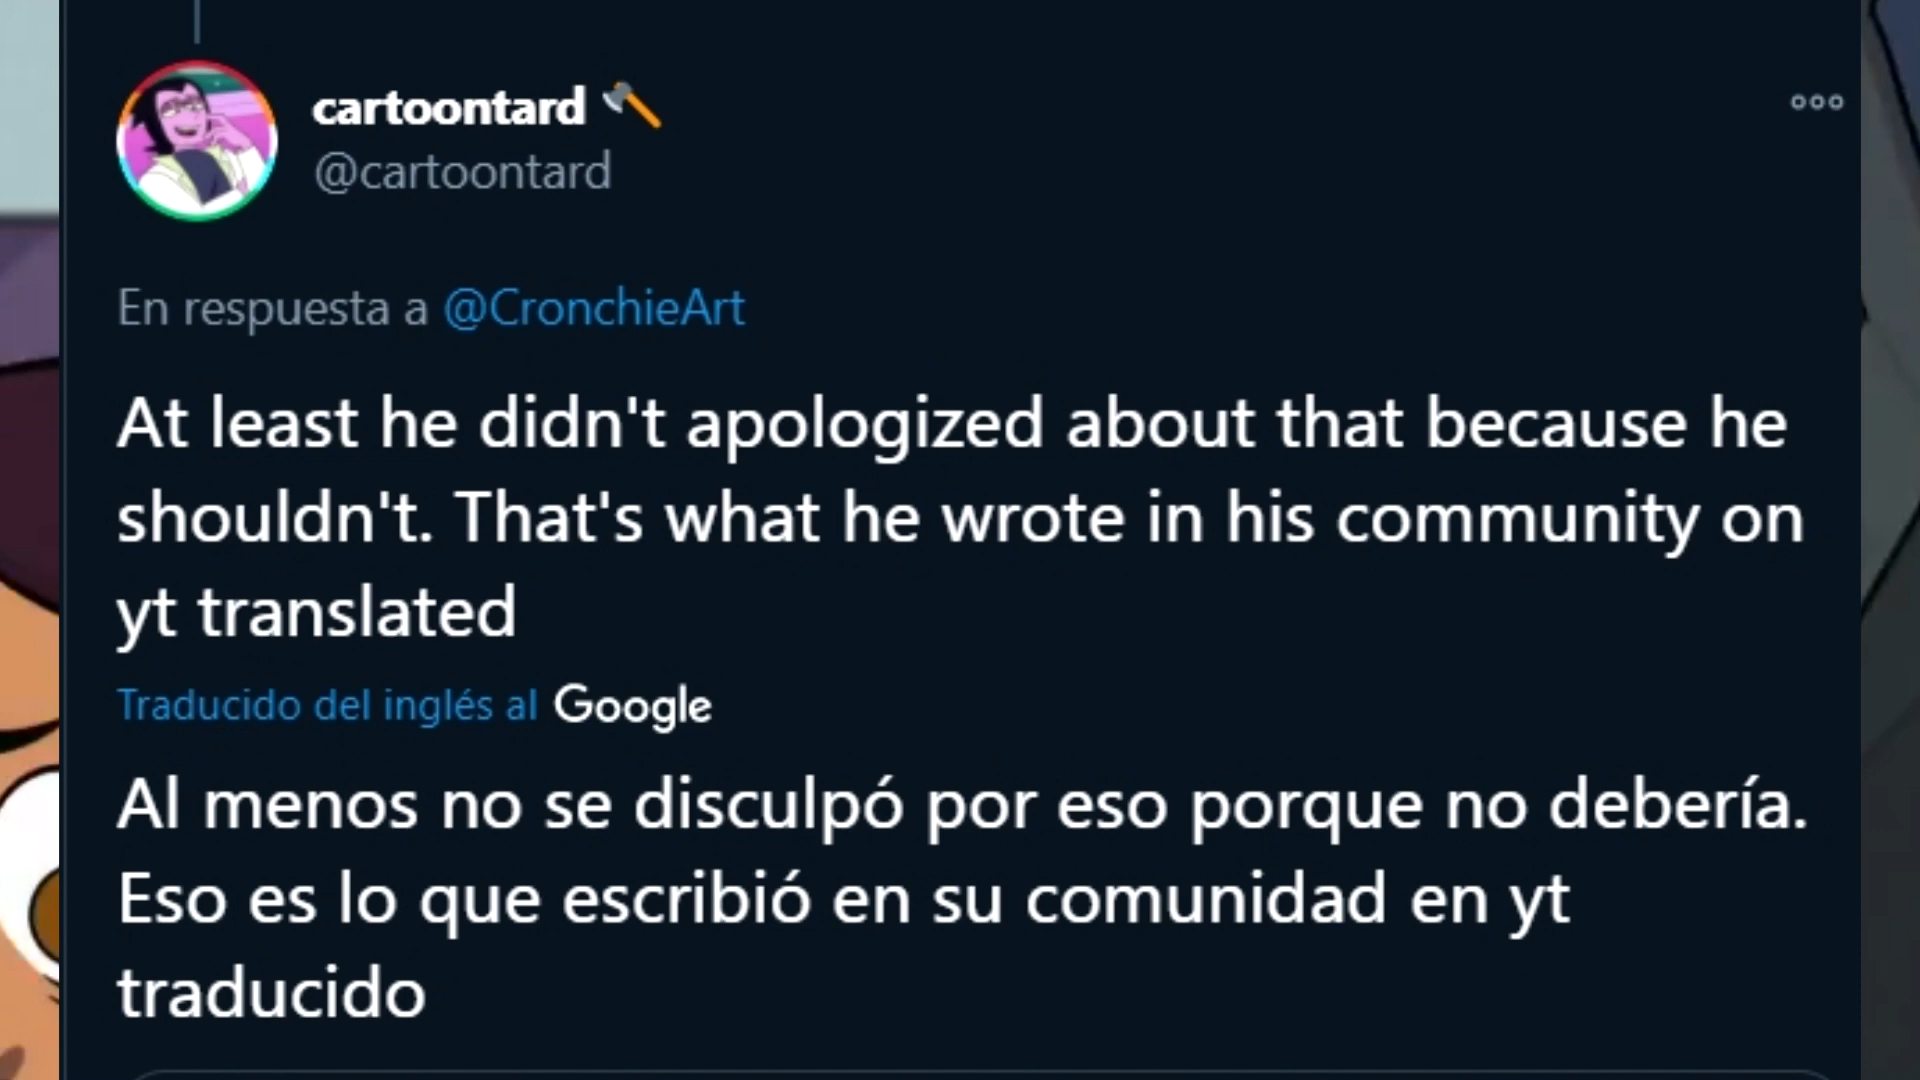 cartoontard 🪓
@cartoontard
En respuesta a @CronchieArt
At least he didn't apologized about that because he
shouldn't. That's what he wrote in his community on
yt translated
Traducido del inglés al Google
Al menos no se disculpó por eso porque no debería.
Eso es lo que escribió en su comunidad en yt
traducido